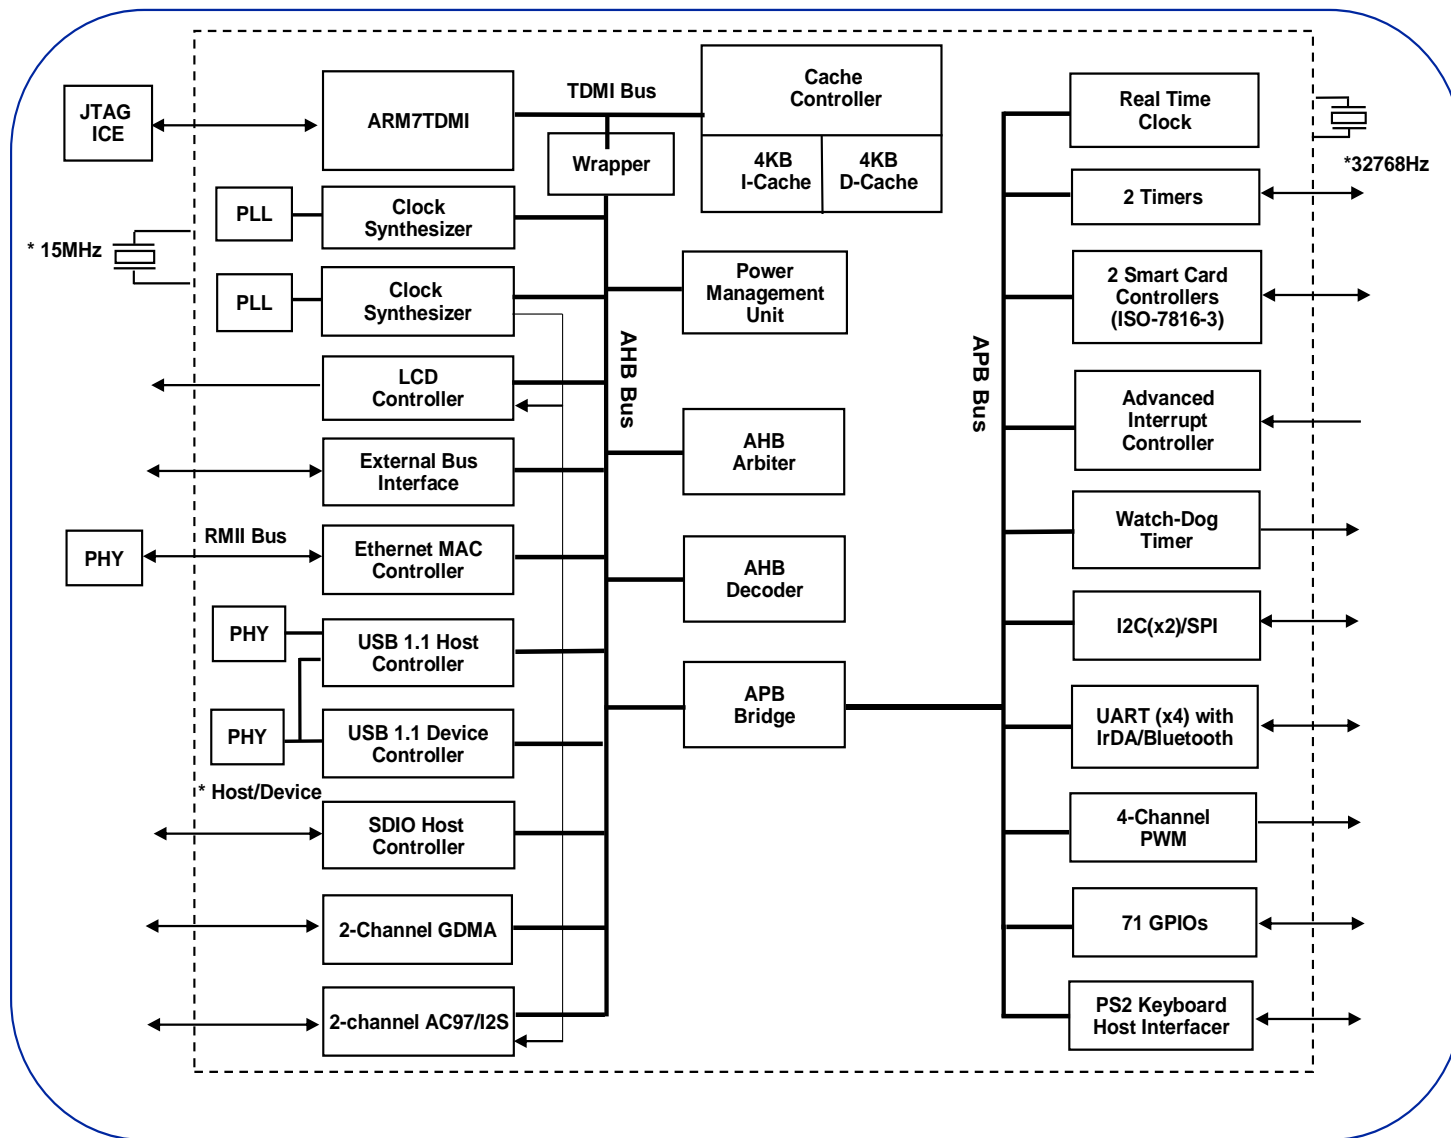 JTAG
ICE
ARM7TDMI
TDMI Bus
Wrapper
Cache
Controller
4KB
I-Cache
4KB
D-Cache
Real Time
Clock
*32768Hz
* 15MHz
PLL
Clock
Synthesizer
PLL
Clock
Synthesizer
LCD
Controller
External Bus
Interface
PHY
RMII Bus
Ethernet MAC
Controller
PHY
USB 1.1 Host
Controller
PHY
USB 1.1 Device
Controller
* Host/Device
SDIO Host
Controller
2-Channel GDMA
2-channel AC97/I2S
AHB Bus
Power
Management
Unit
AHB
Arbiter
AHB
Decoder
APB
Bridge
APB Bus
2 Timers
2 Smart Card
Controllers
(ISO-7816-3)
Advanced
Interrupt
Controller
Watch-Dog
Timer
I2C(x2)/SPI
UART (x4) with
IrDA/Bluetooth
4-Channel
PWM
71 GPIOs
PS2 Keyboard
Host Interfacer